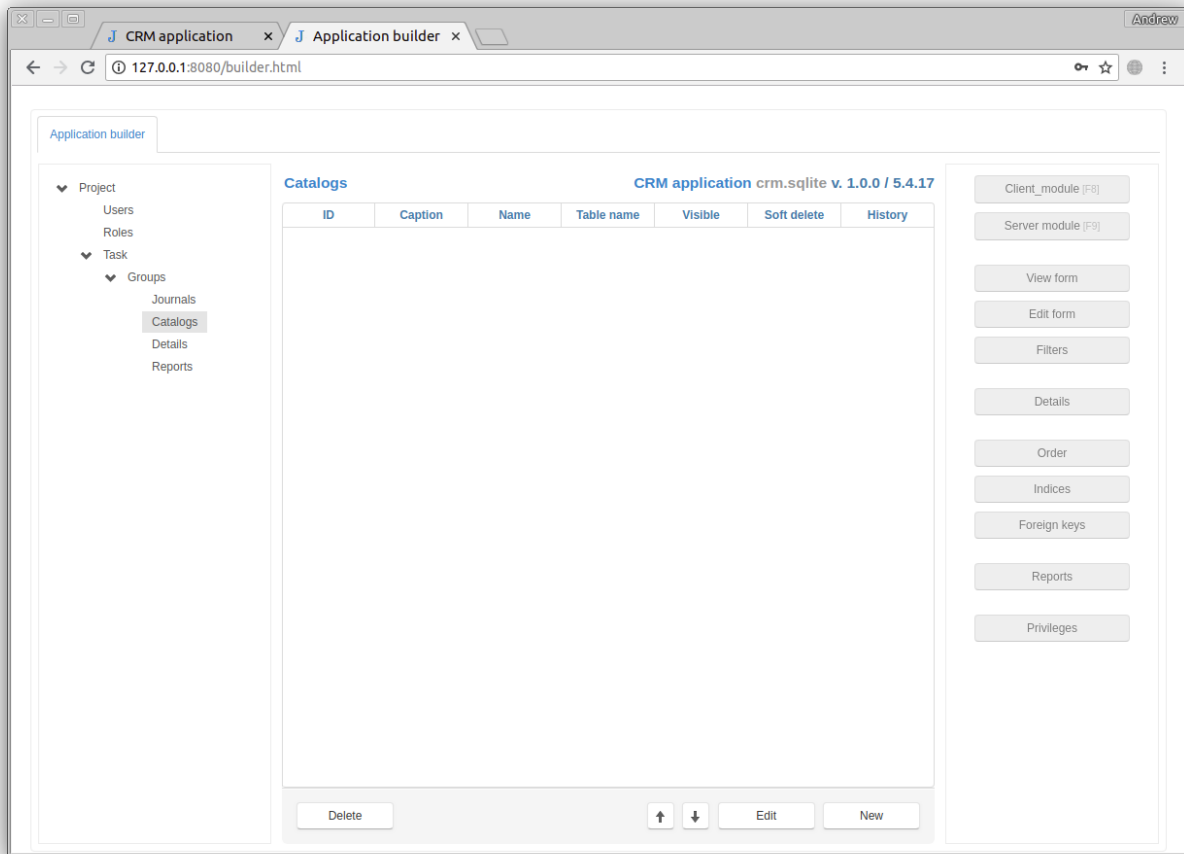 Andrew
J CRM application ×
J Application builder ×
127.0.0.1:8080/builder.html
Application builder
Project
Users
Roles
Task
Groups
Journals
Catalogs
Details
Reports
Catalogs CRM application crm.sqlite v. 1.0.0 / 5.4.17
ID Caption Name Table name Visible Soft delete History
Delete Edit New
Client_module [F8]
Server module [F9]
View form
Edit form
Filters
Details
Order
Indices
Foreign keys
Reports
Privileges